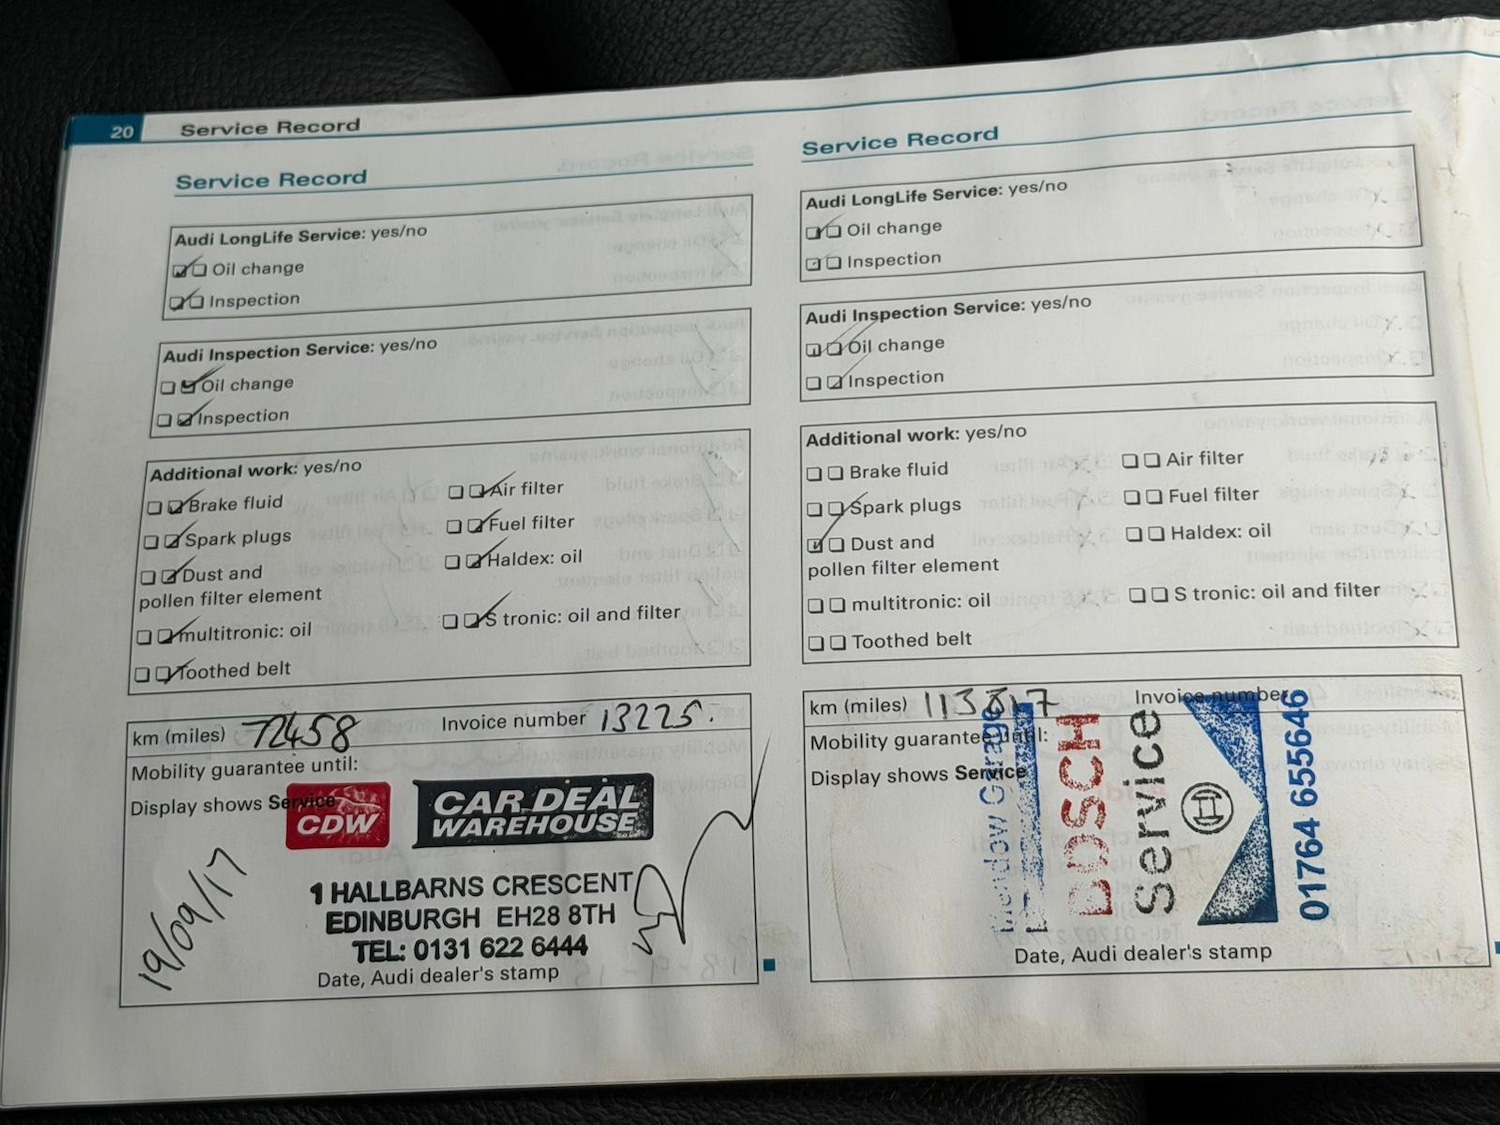 20
Service Record
Service Record
Audi LongLife Service: yes/no
Oil change
Inspection
Audi Inspection Service: yes/no
Oil change
Inspection
Additional work: yes/no
Brake fluid
Air filter
Spark plugs
Fuel filter
Dust and
pollen filter element
Haldex: oil
multitronic: oil
S tronic: oil and filter
Toothed belt
km (miles) 72458
Invoice number 13225.
Mobility guarantee until:
Display shows Service
CDW
CAR DEAL
WAREHOUSE
1 HALLBARNS CRESCENT
EDINBURGH EH28 8TH
TEL: 0131 622 6444
19/09/17
Date, Audi dealer's stamp
Service Record
Audi LongLife Service: yes/no
Oil change
Inspection
Audi Inspection Service: yes/no
Oil change
Inspection
Additional work: yes/no
Brake fluid
Air filter
Spark plugs
Fuel filter
Dust and
pollen filter element
Haldex: oil
multitronic: oil
S tronic: oil and filter
Toothed belt
km (miles) 113817
Invoice number
Mobility guarantee until:
Display shows Service
Garage
BOSCH
Service
01764 655646
Date, Audi dealer's stamp